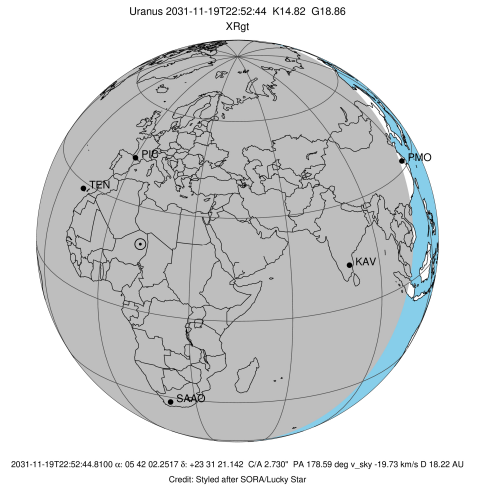 Uranus 2031-11-19T22:52:44 K14.82 G18.86
XRgt
PIC
PMO
TEN
KAV
SAAO
2031-11-19T22:52:44.8100 α: 05 42 02.2517 δ: +23 31 21.142 C/A 2.730" PA 178.59 deg v_sky -19.73 km/s D 18.22 AU
Credit: Styled after SORA/Lucky Star